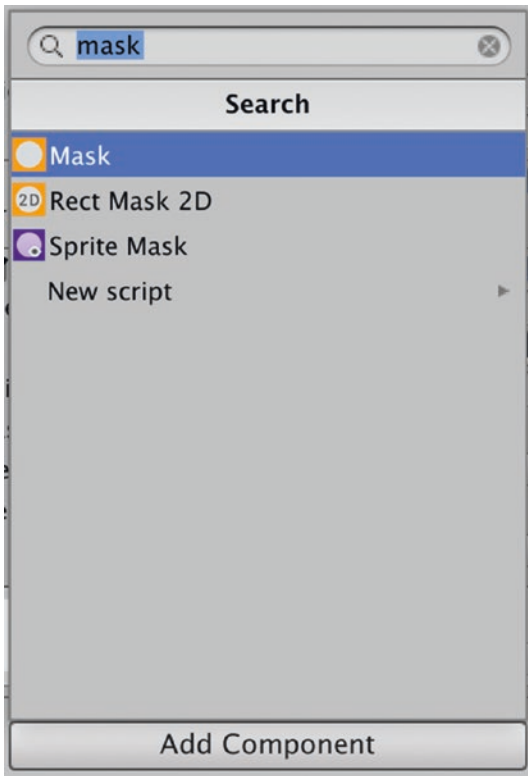 mask
Search
Mask
2D Rect Mask 2D
Sprite Mask
New script
Add Component